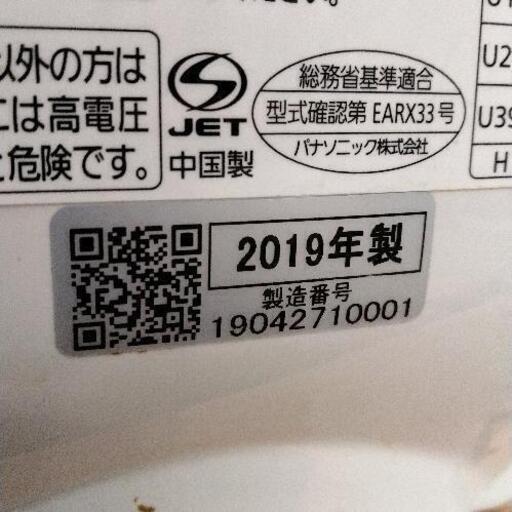 以外の方は
には高電圧
と危険です。
JET
中国製
総務省基準適合
型式確認第 EARX33号
パナソニック株式会社
U2
U39
H
2019年製
製造番号
19042710001